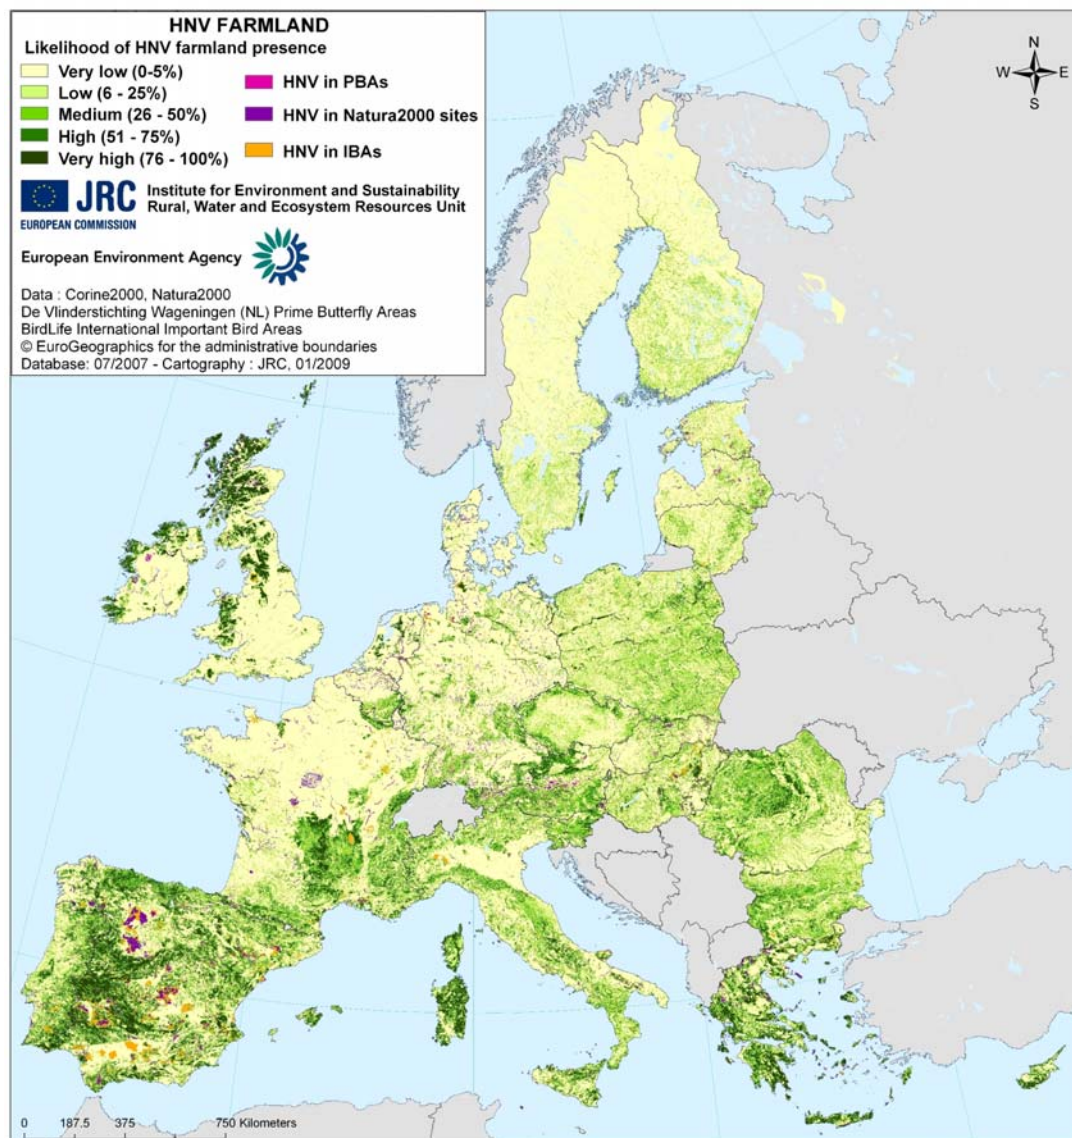 HNV FARMLAND
Likelihood of HNV farmland presence
Very low (0-5%)
Low (6 - 25%)
Medium (26 - 50%)
High (51 - 75%)
Very high (76 - 100%)
HNV in PBAs
HNV in Natura2000 sites
HNV in IBAs
JRC
EUROPEAN COMMISSION
Institute for Environment and Sustainability
Rural, Water and Ecosystem Resources Unit
European Environment Agency
Data : Corine2000, Natura2000
De Vlinderstichting Wageningen (NL) Prime Butterfly Areas
BirdLife International Important Bird Areas
© EuroGeographics for the administrative boundaries
Database: 07/2007 - Cartography : JRC, 01/2009
N
W E
S
0 187.5 375 750 Kilometers